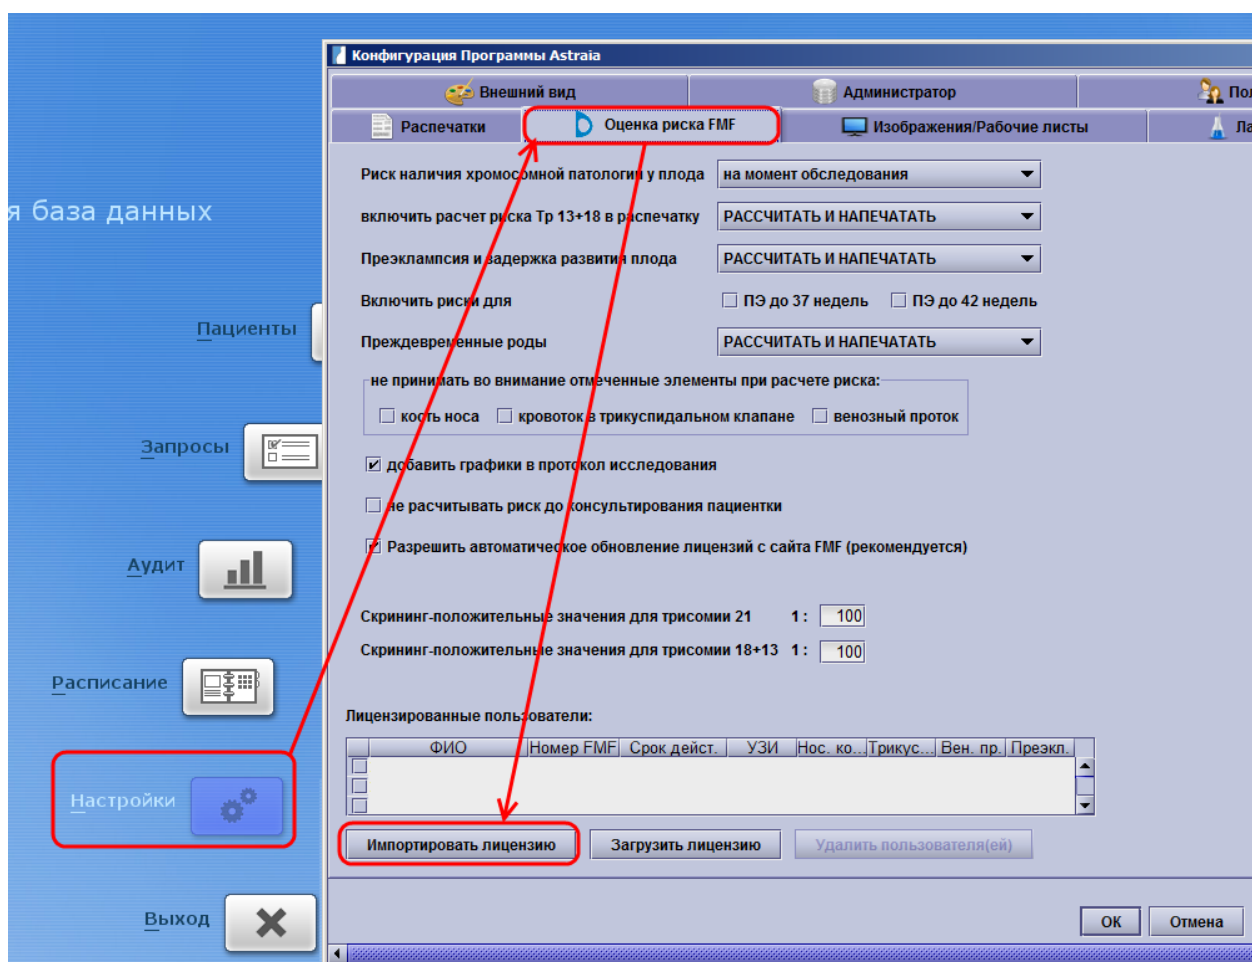 Конфигурация Программы Astraia
Внешний вид
Администратор
Распечатки
Оценка риска FMF
Изображения/Рабочие листы
Риск наличия хромосомной патологии у плода
на момент обследования
я база данных
включить расчет риска Тр 13+18 в распечатку
РАССЧИТАТЬ И НАПЕЧАТАТЬ
Преэклампсия и задержка развития плода
РАССЧИТАТЬ И НАПЕЧАТАТЬ
Включить риски для
ПЭ до 37 недель
ПЭ до 42 недель
Пациенты
Преждевременные роды
РАССЧИТАТЬ И НАПЕЧАТАТЬ
не принимать во внимание отмеченные элементы при расчете риска:
кость носа
кровоток в трикуспидальном клапане
венозный проток
Запросы
добавить графики в протокол исследования
не расчитывать риск до консультирования пациентки
Разрешить автоматическое обновление лицензий с сайта FMF (рекомендуется)
Аудит
Скрининг-положительные значения для трисомии 21 1 : 100
Скрининг-положительные значения для трисомии 18+13 1 : 100
Расписание
Лицензированные пользователи:
ФИО Номер FMF Срок дейст. УЗИ Нос. ко... Трикус... Вен. пр. Преэкл.
Настройки
Импортировать лицензию
Загрузить лицензию
Удалить пользователя(ей)
Выход
ОК
Отмена